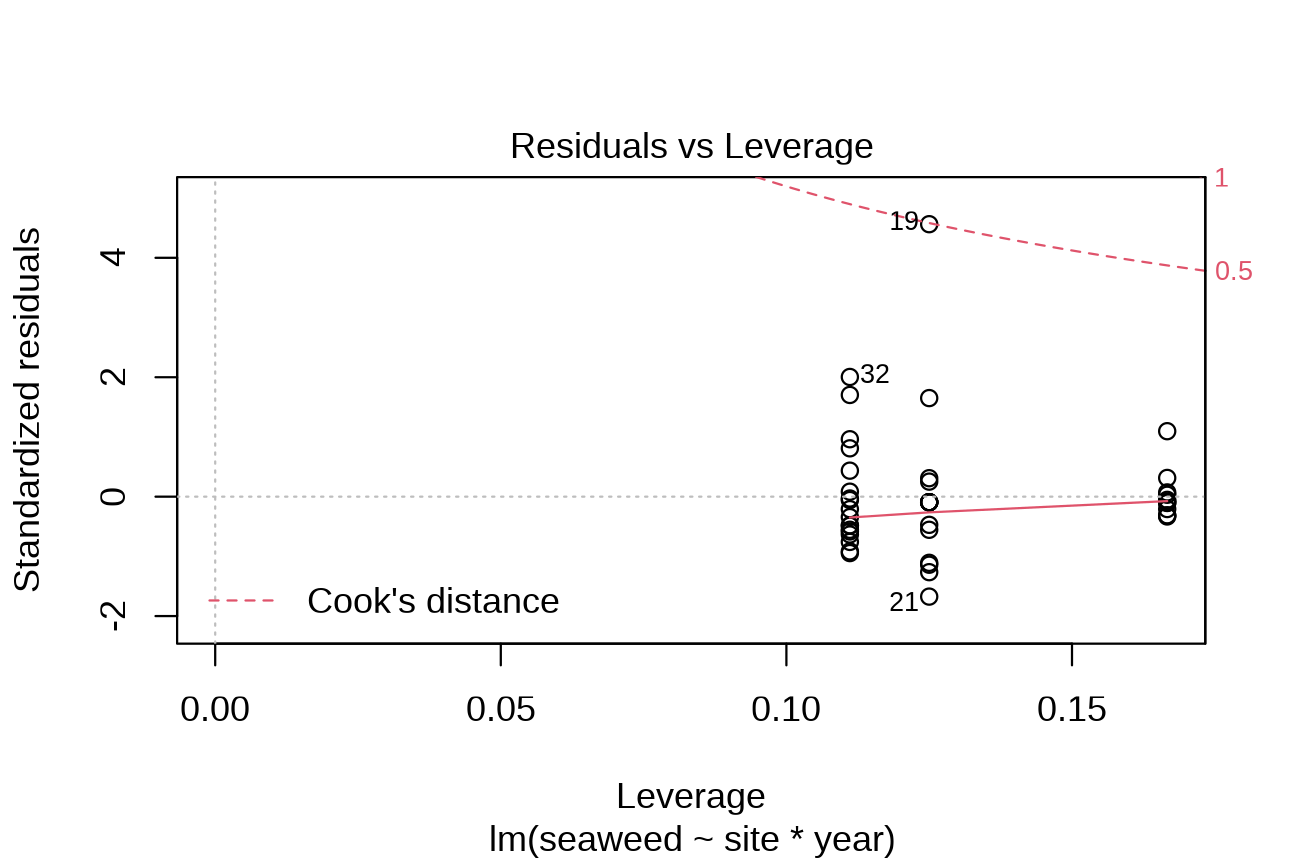 Residuals vs Leverage
1
19
4
0.5
2
32
0
Standardized residuals
-2
21
Cook's distance
0.00 0.05 0.10 0.15
Leverage
lm(seaweed ~ site * year)